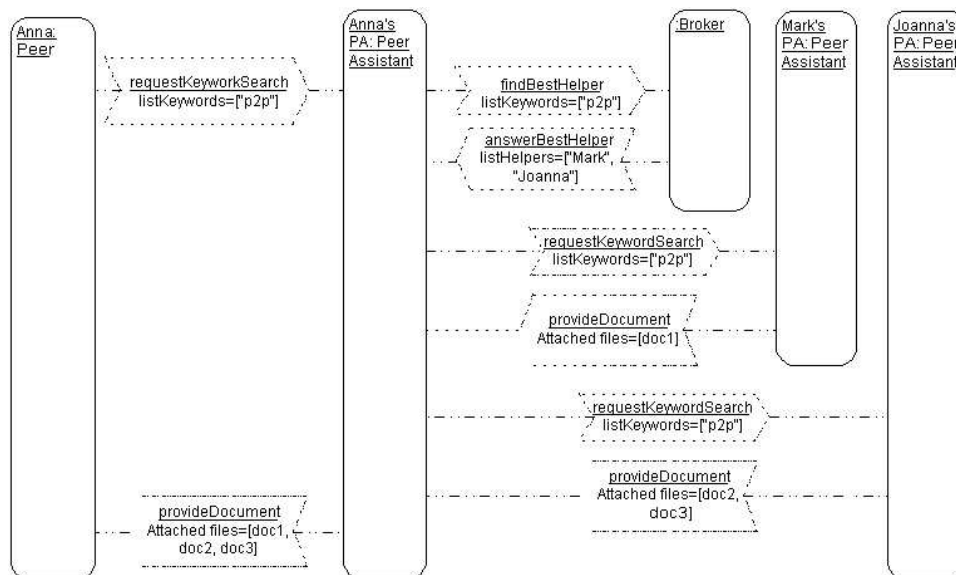 Anna:
Peer
Anna's
PA: Peer
Assistant
:Broker
Mark's
PA: Peer
Assistant
Joanna's
PA: Peer
Assistant
requestKeyworkSearch
listKeywords=["p2p"]
findBestHelper
listKeywords=["p2p"]
answerBestHelper
listHelpers=["Mark",
"Joanna"]
requestKeywordSearch
listKeywords=["p2p"]
provideDocument
Attached files=[doc1]
requestKeywordSearch
listKeywords=["p2p"]
provideDocument
Attached files=[doc2,
doc3]
provideDocument
Attached files=[doc1,
doc2, doc3]